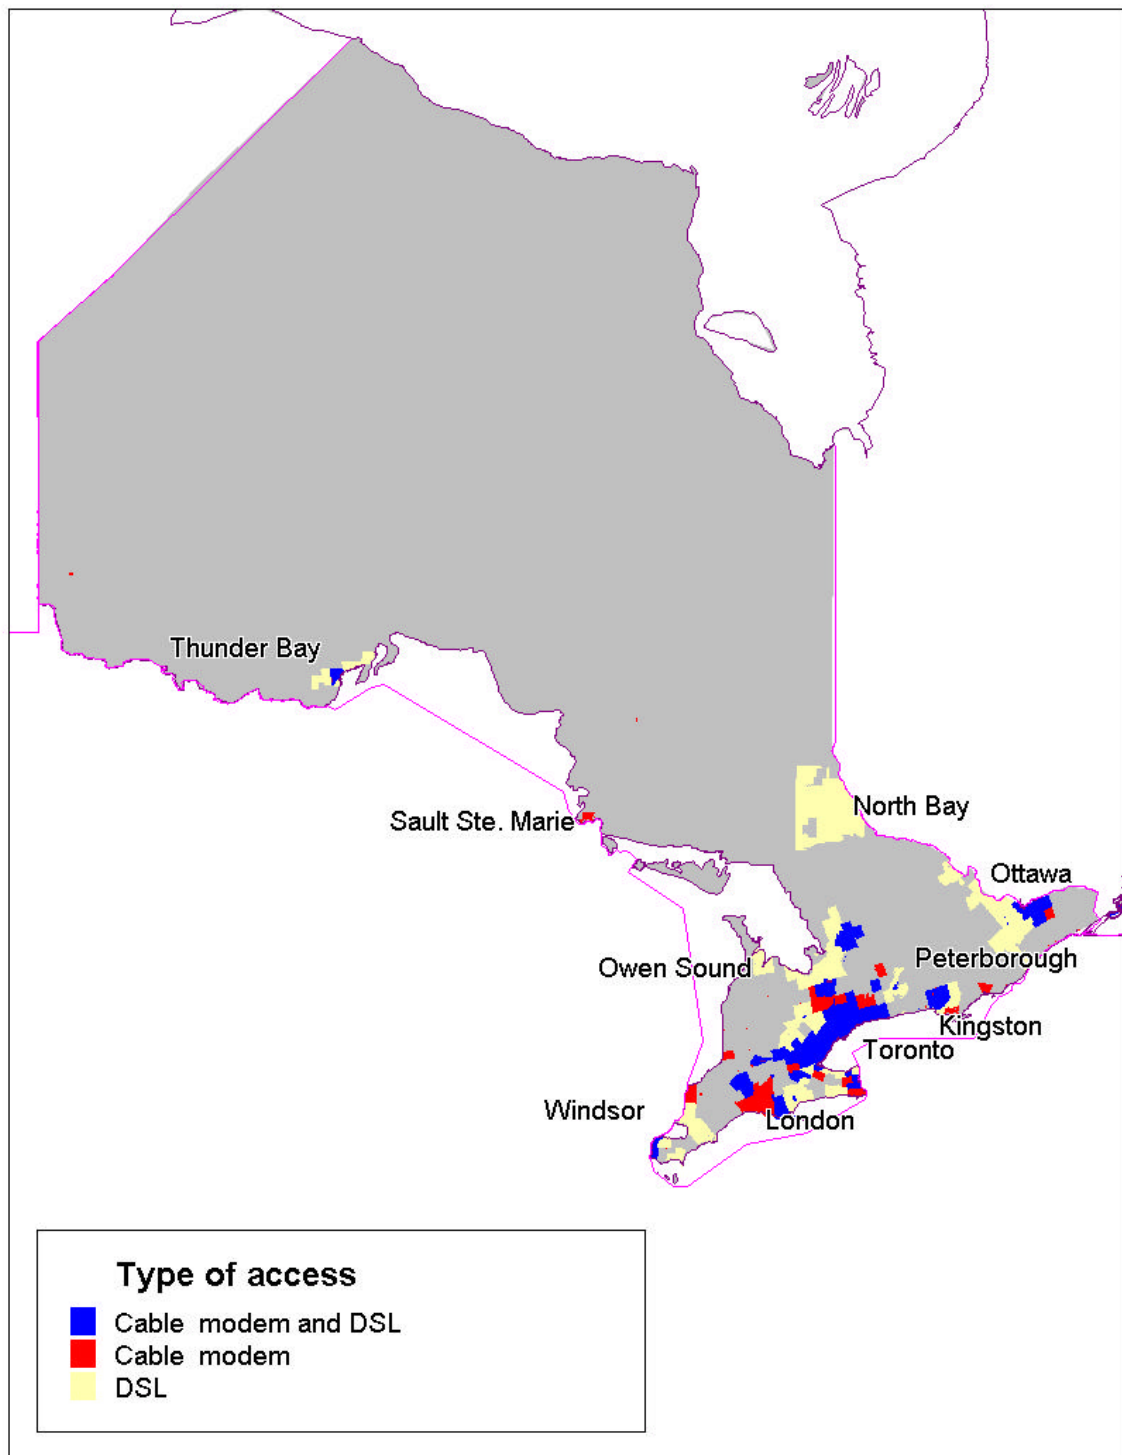 Thunder Bay
North Bay
Sault Ste. Marie
Ottawa
Peterborough
Owen Sound
Kingston
Toronto
Windsor
London
Type of access
Cable modem and DSL
Cable modem
DSL